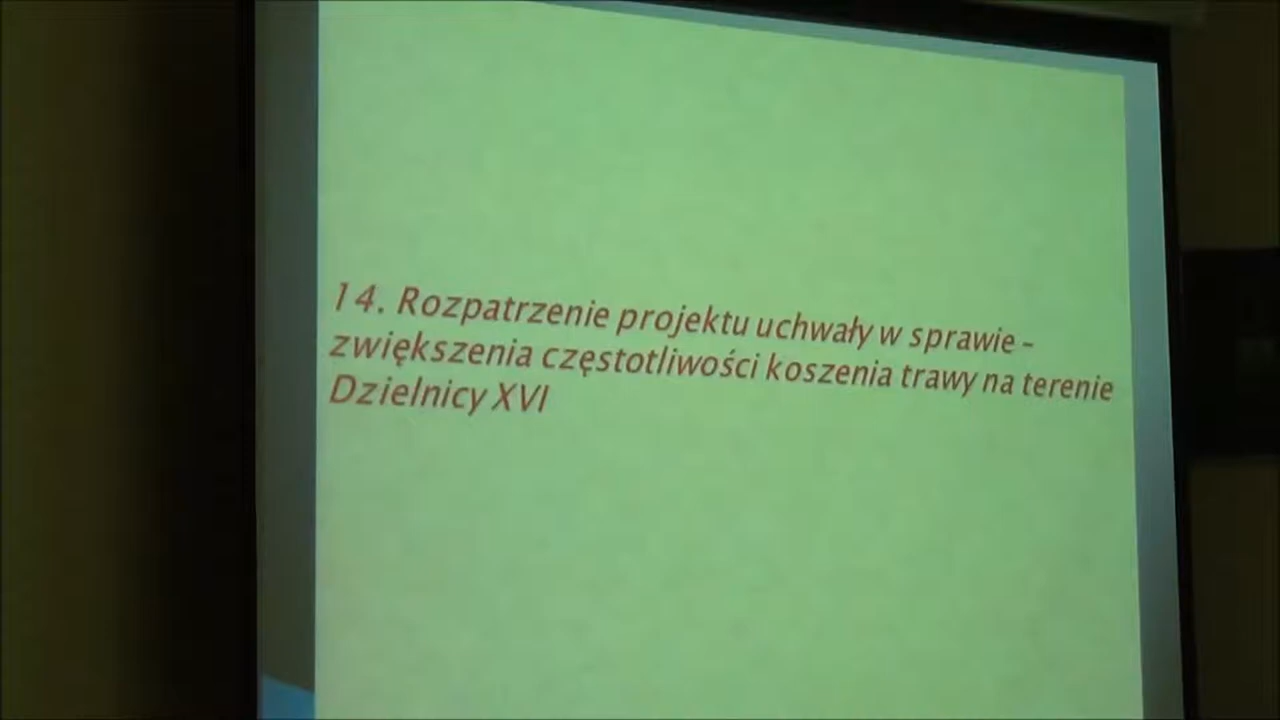 14. Rozpatrzenie projektu uchwały w sprawie –
zwiększenia częstotliwości koszenia trawy na terenie
Dzielnicy XVI